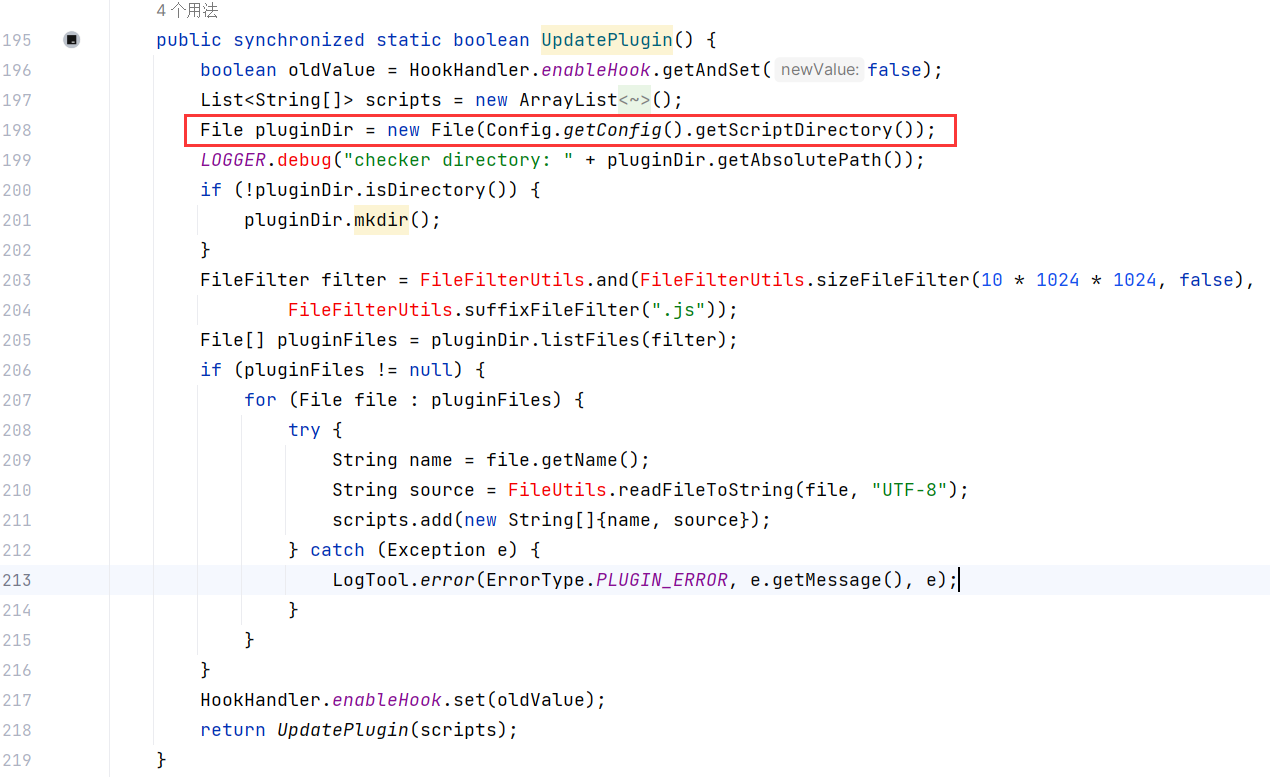 4 个用法
195 public synchronized static boolean UpdatePlugin() {
196 boolean oldValue = HookHandler.enableHook.getAndSet( newValue: false);
197 List<String[]> scripts = new ArrayList<~>();
198 File pluginDir = new File(Config.getConfig().getScriptDirectory());
199 LOGGER.debug("checker directory: " + pluginDir.getAbsolutePath());
200 if (!pluginDir.isDirectory()) {
201 pluginDir.mkdir();
202 }
203 FileFilter filter = FileFilterUtils.and(FileFilterUtils.sizeFileFilter(10 * 1024 * 1024, false),
204 FileFilterUtils.suffixFileFilter(".js"));
205 File[] pluginFiles = pluginDir.listFiles(filter);
206 if (pluginFiles != null) {
207 for (File file : pluginFiles) {
208 try {
209 String name = file.getName();
210 String source = FileUtils.readFileToString(file, "UTF-8");
211 scripts.add(new String[]{name, source});
212 } catch (Exception e) {
213 LogTool.error(ErrorType.PLUGIN_ERROR, e.getMessage(), e);
214 }
215 }
216 }
217 HookHandler.enableHook.set(oldValue);
218 return UpdatePlugin(scripts);
219 }